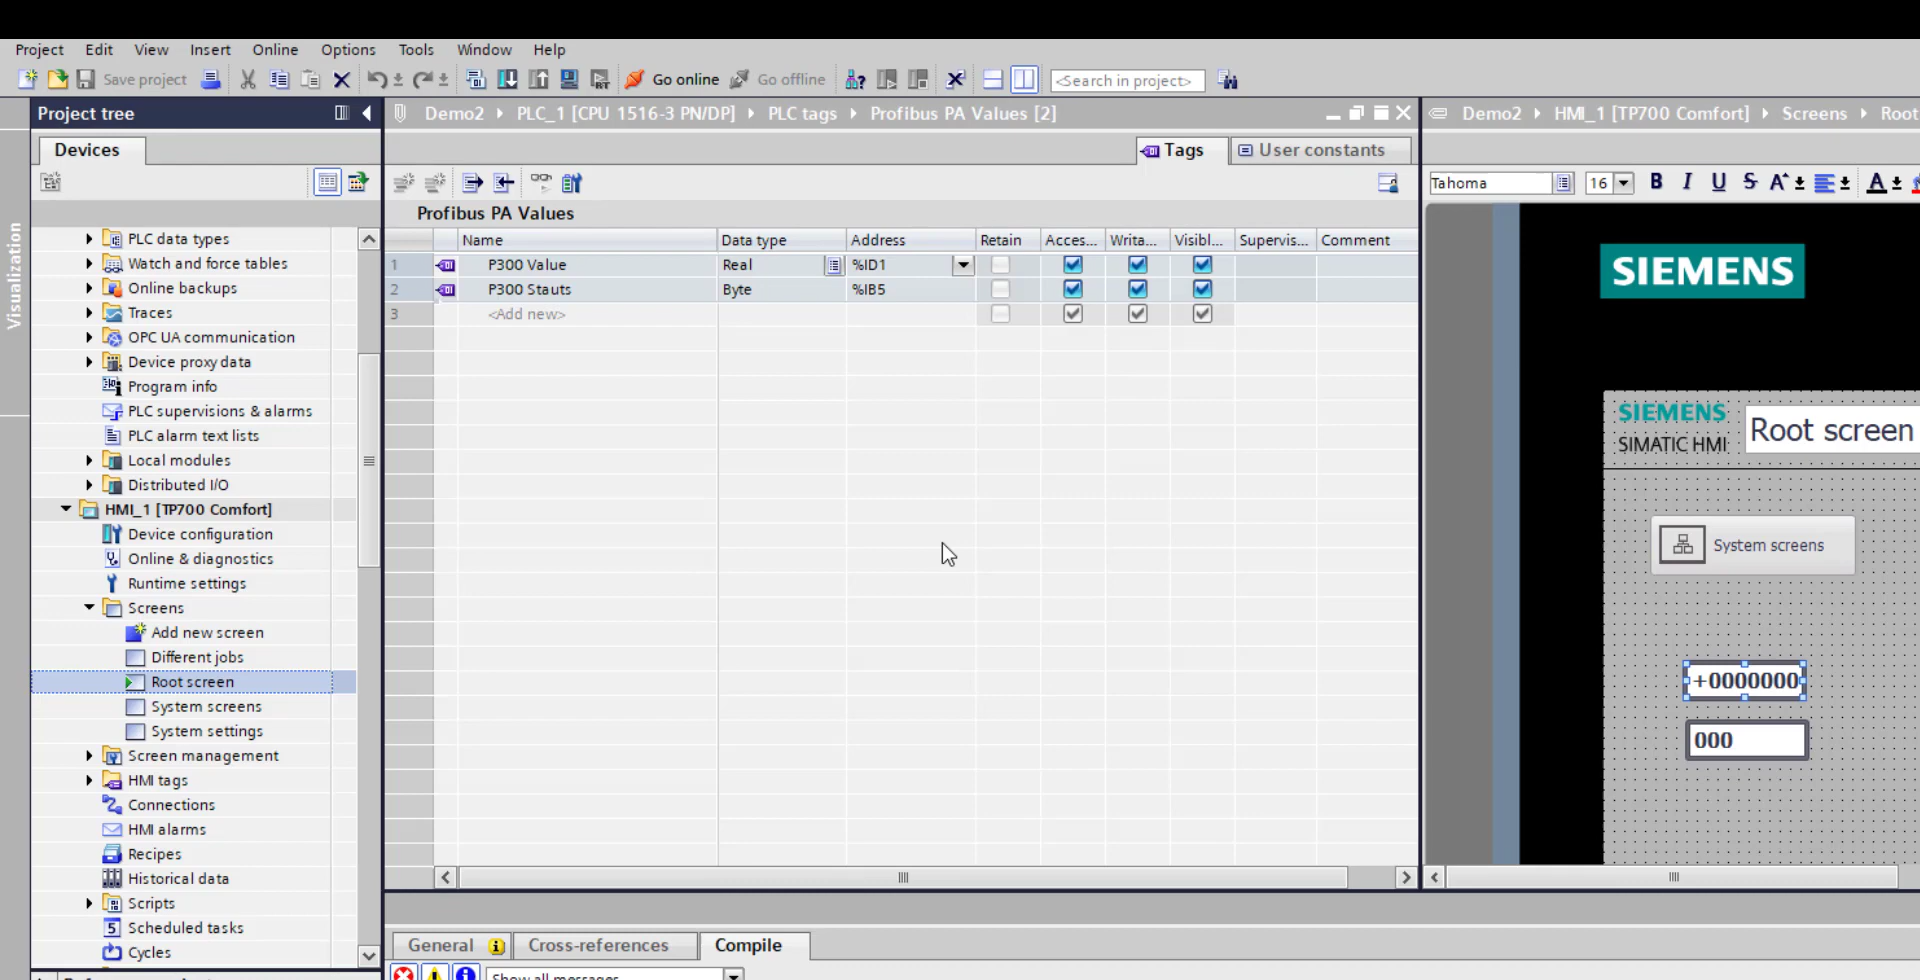 Project Edit View Insert Online Options Tools Window Help
Save project Go online Go offline <Search in project>
Visualization
Project tree
Devices
PLC data types
Watch and force tables
Online backups
Traces
OPC UA communication
Device proxy data
Program info
PLC supervisions & alarms
PLC alarm text lists
Local modules
Distributed I/O
HMI_1 [TP700 Comfort]
Device configuration
Online & diagnostics
Runtime settings
Screens
Add new screen
Different jobs
Root screen
System screens
System settings
Screen management
HMI tags
Connections
HMI alarms
Recipes
Historical data
Scripts
Scheduled tasks
Cycles
Demo2 PLC_1 [CPU 1516-3 PN/DP] PLC tags Profibus PA Values [2]
Tags User constants
Profibus PA Values
Name Data type Address Retain Acces... Writa... Visibl... Supervis... Comment
1 P300 Value Real %ID1
2 P300 Stauts Byte %IB5
3 <Add new>
General Cross-references Compile
Show all messages
Demo2 HMI_1 [TP700 Comfort] Screens Root
Tahoma 16 B I U S A A
SIEMENS
SIEMENS
SIMATIC HMI
Root screen
System screens
+0000000
000